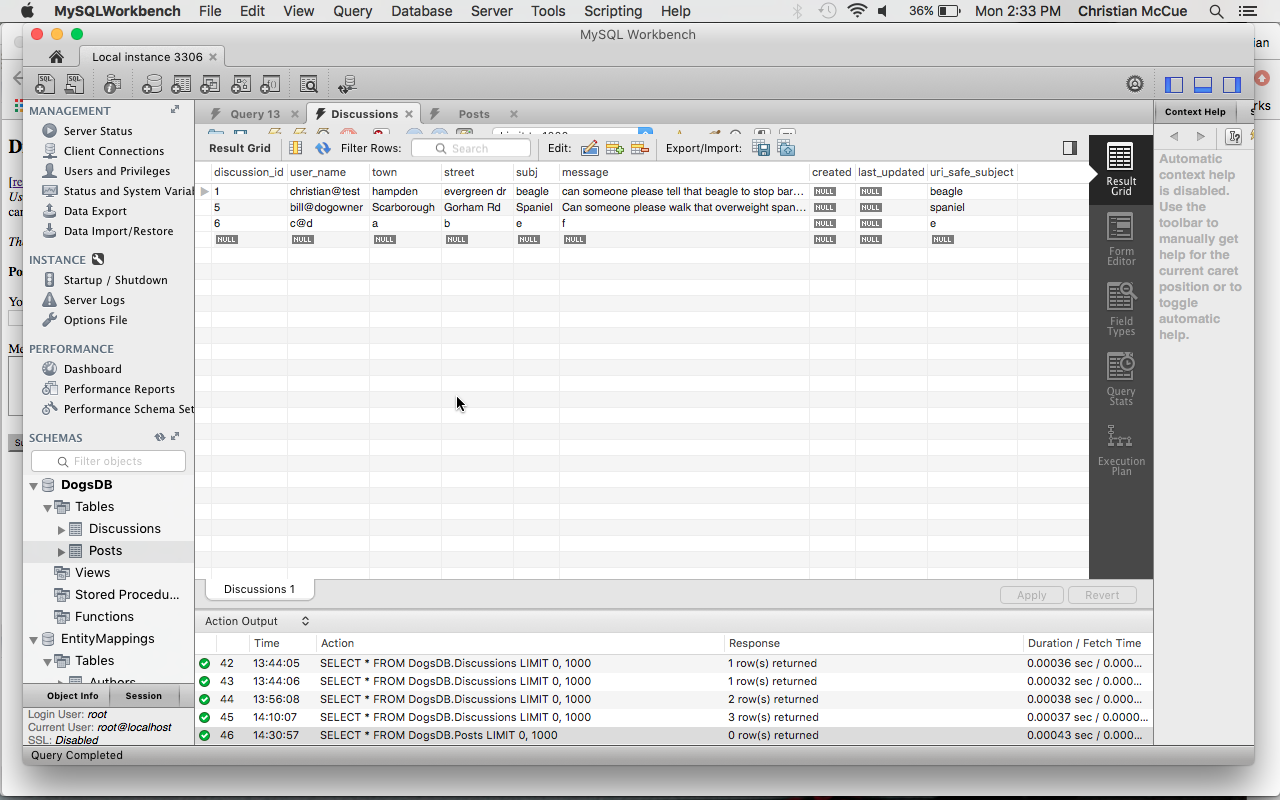 MySQLWorkbench File Edit View Query Database Server Tools Scripting Help 36% Mon 2:33 PM Christian McCue
MySQL Workbench
Local instance 3306
MANAGEMENT
Server Status
Client Connections
Users and Privileges
Status and System Varial
Data Export
Data Import/Restore
INSTANCE
Startup / Shutdown
Server Logs
Options File
PERFORMANCE
Dashboard
Performance Reports
Performance Schema Set
SCHEMAS
Filter objects
DogsDB
Tables
Discussions
Posts
Views
Stored Procedu...
Functions
EntityMappings
Tables
Authors
Object Info Session
Login User: root
Current User: root@localhost
SSL: Disabled
Query Completed
Query 13 Discussions Posts
Result Grid Filter Rows: Search Edit: Export/Import:
discussion_id user_name town street subj message created last_updated uri_safe_subject
1 christian@test hampden evergreen dr beagle can someone please tell that beagle to stop bar... NULL NULL beagle
5 bill@dogowner Scarborough Gorham Rd Spaniel Can someone please walk that overweight span... NULL NULL spaniel
6 c@d a b e f NULL NULL e
NULL NULL NULL NULL NULL NULL NULL NULL NULL
Result
Grid
Form
Editor
Field
Types
Query
Stats
Execution
Plan
Discussions 1 Apply Revert
Action Output
Time Action Response Duration / Fetch Time
42 13:44:05 SELECT * FROM DogsDB.Discussions LIMIT 0, 1000 1 row(s) returned 0.00036 sec / 0.000...
43 13:44:06 SELECT * FROM DogsDB.Discussions LIMIT 0, 1000 1 row(s) returned 0.00032 sec / 0.000...
44 13:56:08 SELECT * FROM DogsDB.Discussions LIMIT 0, 1000 2 row(s) returned 0.00038 sec / 0.000...
45 14:10:07 SELECT * FROM DogsDB.Discussions LIMIT 0, 1000 3 row(s) returned 0.00037 sec / 0.0000...
46 14:30:57 SELECT * FROM DogsDB.Posts LIMIT 0, 1000 0 row(s) returned 0.00043 sec / 0.000...
Context Help
Automatic
context help
is disabled.
Use the
toolbar to
manually get
help for the
current caret
position or to
toggle
automatic
help.